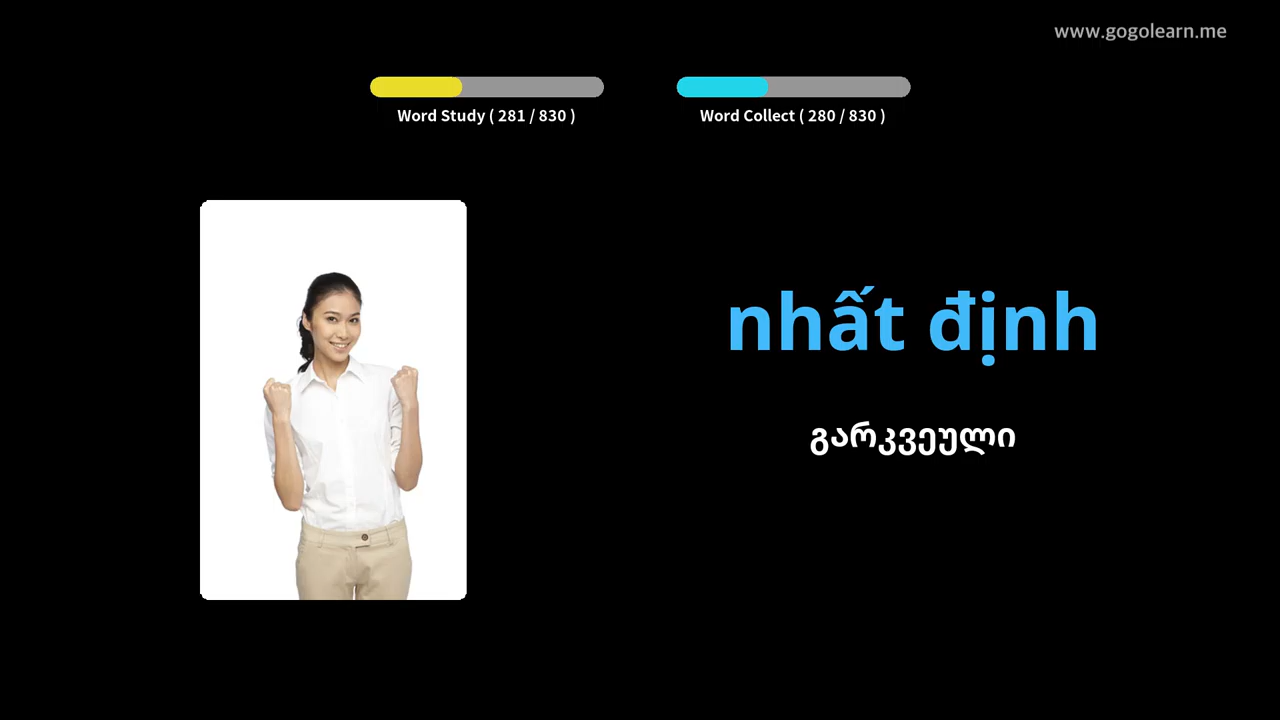 www.gogolearn.me
Word Study ( 281 / 830 )
Word Collect ( 280 / 830 )
nhất định
გარკვეული